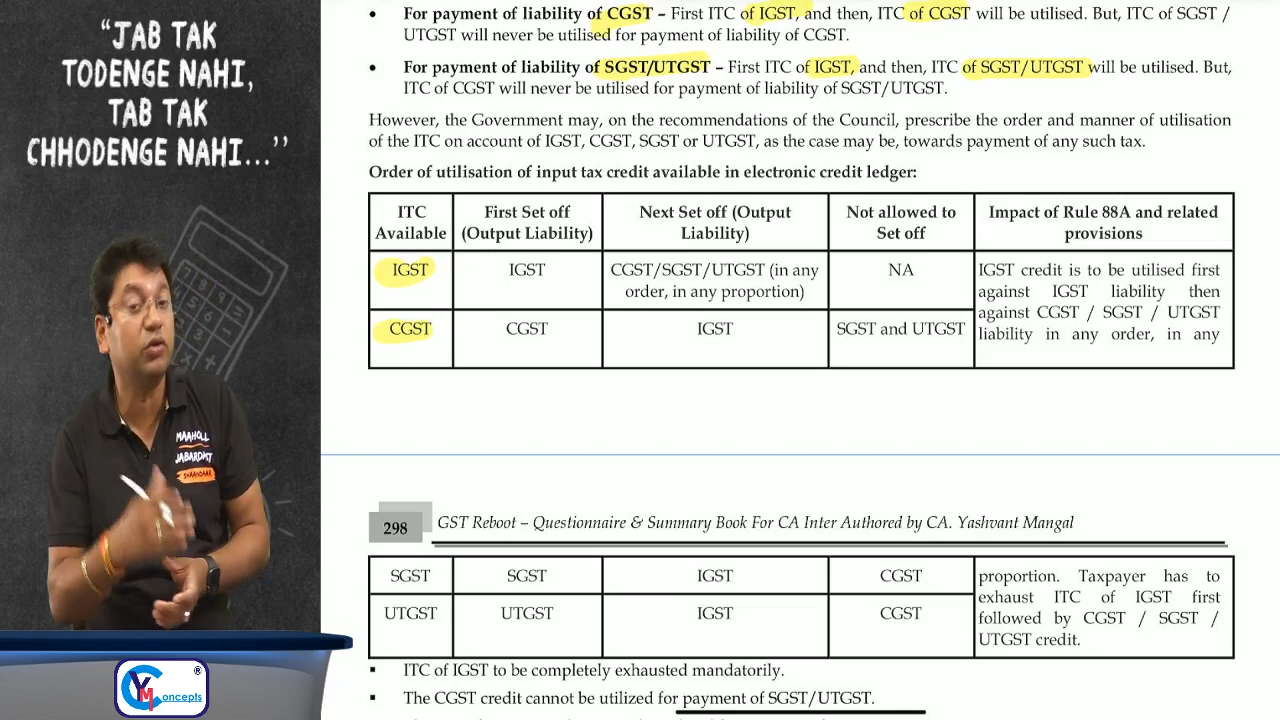 “JAB TAK
TODENGE NAHI,
TAB TAK
CHHODENGE NAHI...’’
MAAHOLL
JABARDAST
SHAANDAAR
YM Concepts ®
• For payment of liability of CGST – First ITC of IGST, and then, ITC of CGST will be utilised. But, ITC of SGST /
UTGST will never be utilised for payment of liability of CGST.
• For payment of liability of SGST/UTGST – First ITC of IGST, and then, ITC of SGST/UTGST will be utilised. But,
ITC of CGST will never be utilised for payment of liability of SGST/UTGST.
However, the Government may, on the recommendations of the Council, prescribe the order and manner of utilisation
of the ITC on account of IGST, CGST, SGST or UTGST, as the case may be, towards payment of any such tax.
Order of utilisation of input tax credit available in electronic credit ledger:
ITC Available | First Set off (Output Liability) | Next Set off (Output Liability) | Not allowed to Set off | Impact of Rule 88A and related provisions
IGST | IGST | CGST/SGST/UTGST (in any order, in any proportion) | NA | IGST credit is to be utilised first against IGST liability then against CGST / SGST / UTGST liability in any order, in any
CGST | CGST | IGST | SGST and UTGST
298 GST Reboot – Questionnaire & Summary Book For CA Inter Authored by CA. Yashvant Mangal
SGST | SGST | IGST | CGST | proportion. Taxpayer has to exhaust ITC of IGST first followed by CGST / SGST / UTGST credit.
UTGST | UTGST | IGST | CGST
▪ ITC of IGST to be completely exhausted mandatorily.
▪ The CGST credit cannot be utilized for payment of SGST/UTGST.